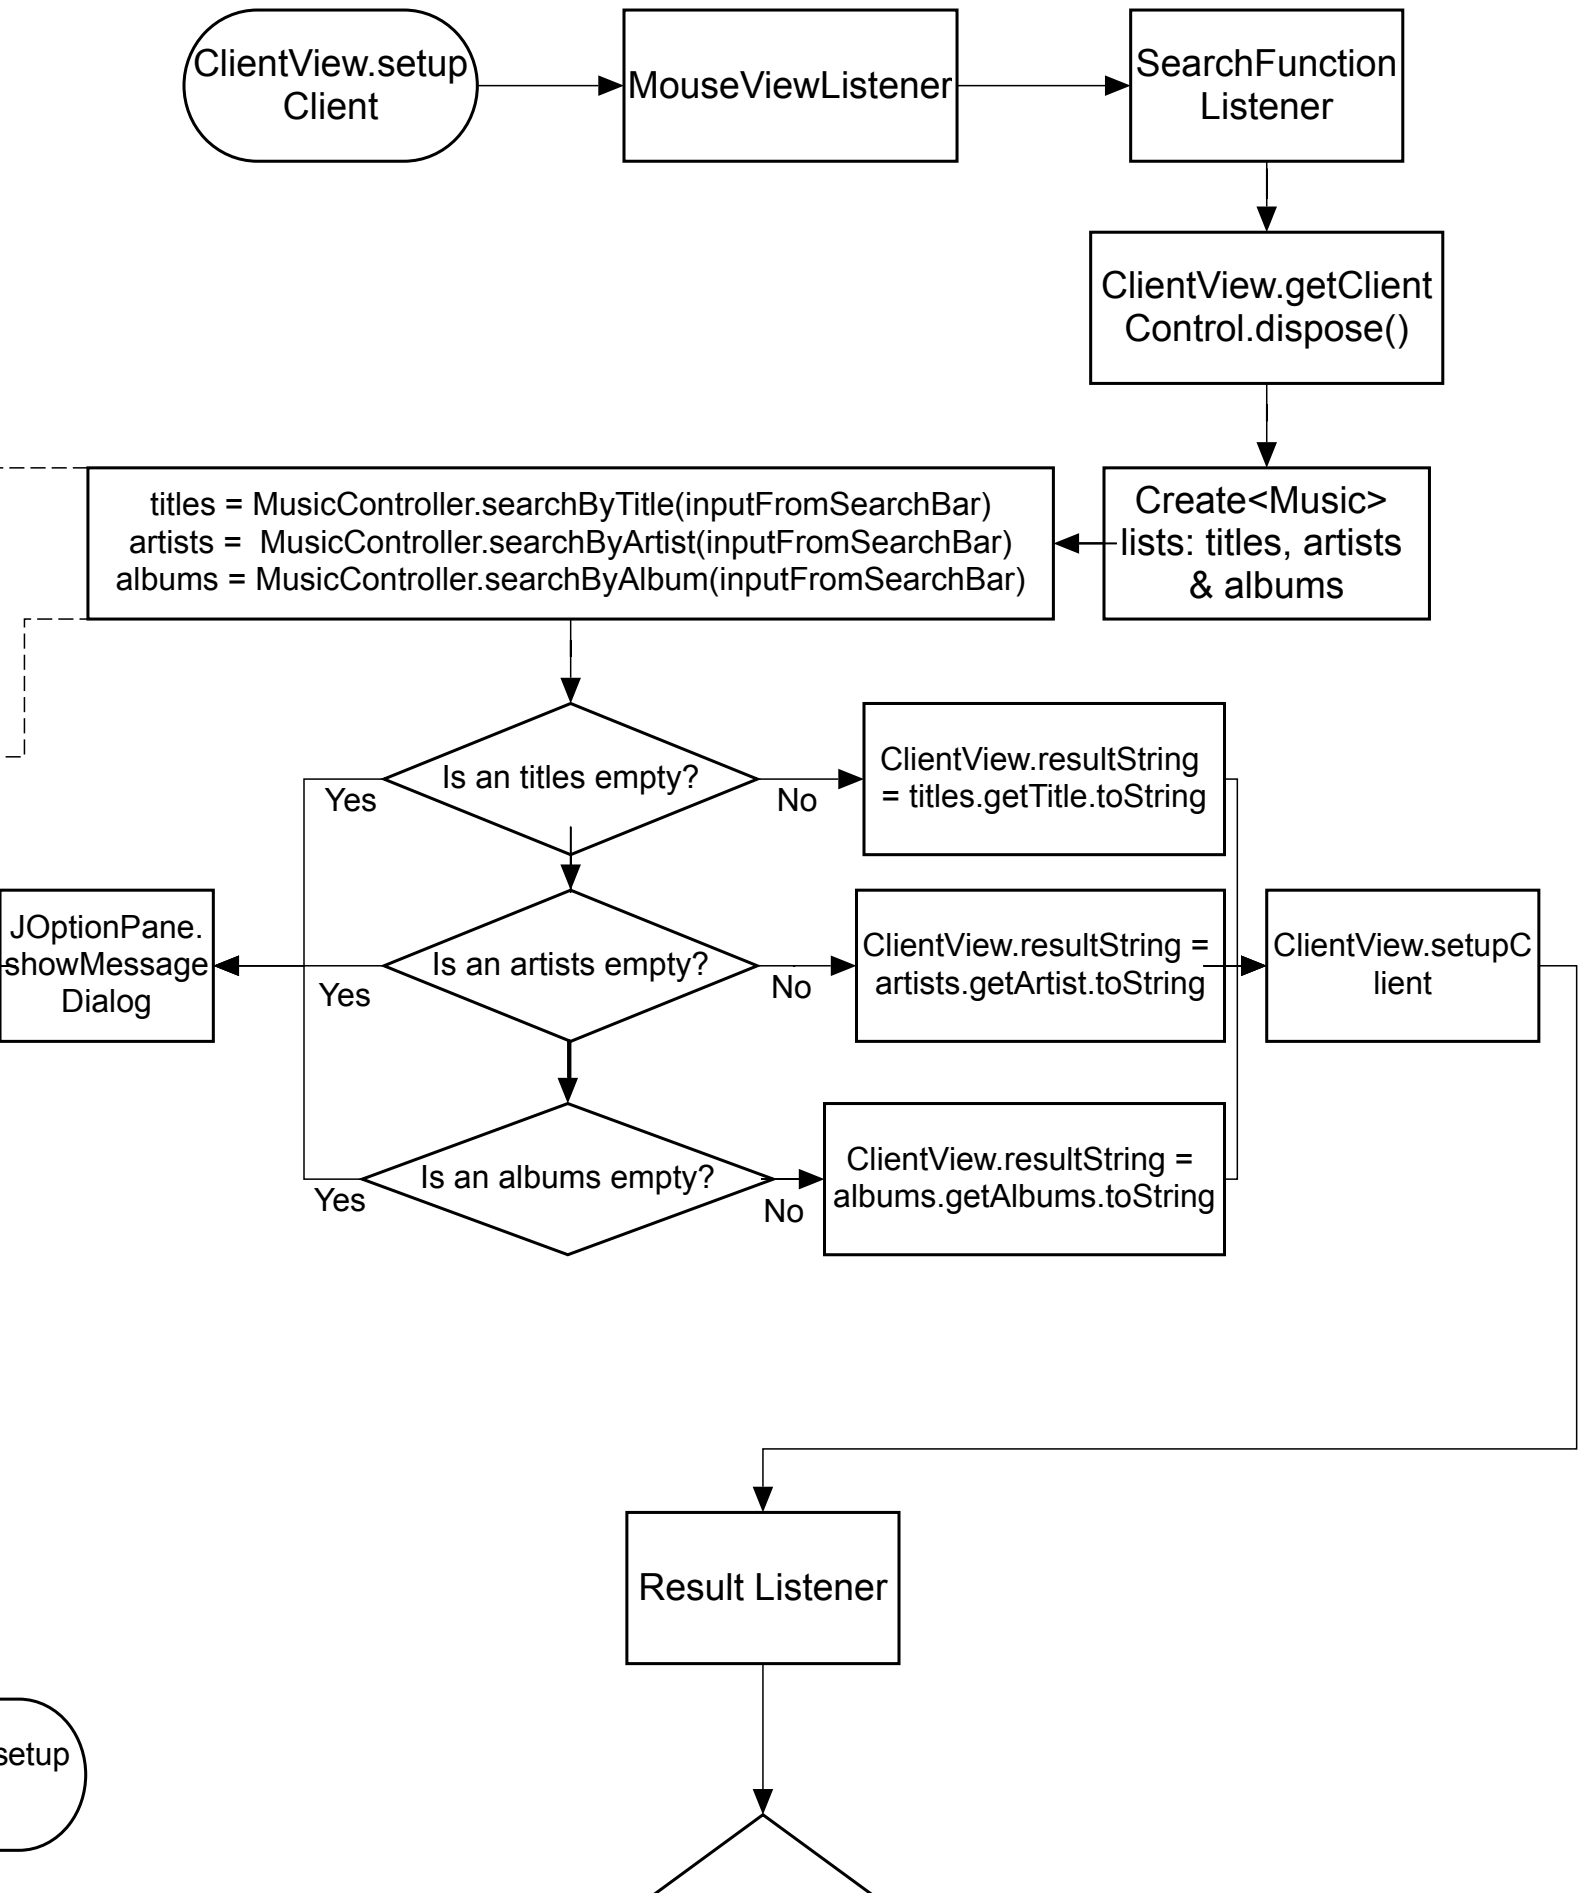 ClientView.setup
Client
MouseViewListener
SearchFunction
Listener
ClientView.getClient
Control.dispose()
Create<Music>
lists: titles, artists
& albums
titles = MusicController.searchByTitle(inputFromSearchBar)
artists =  MusicController.searchByArtist(inputFromSearchBar)
albums = MusicController.searchByAlbum(inputFromSearchBar)
Is an titles empty?
Yes
No
ClientView.resultString
= titles.getTitle.toString
JOptionPane.
showMessage
Dialog
Is an artists empty?
Yes
No
ClientView.resultString =
artists.getArtist.toString
ClientView.setupC
lient
Is an albums empty?
Yes
No
ClientView.resultString =
albums.getAlbums.toString
Result Listener
setup